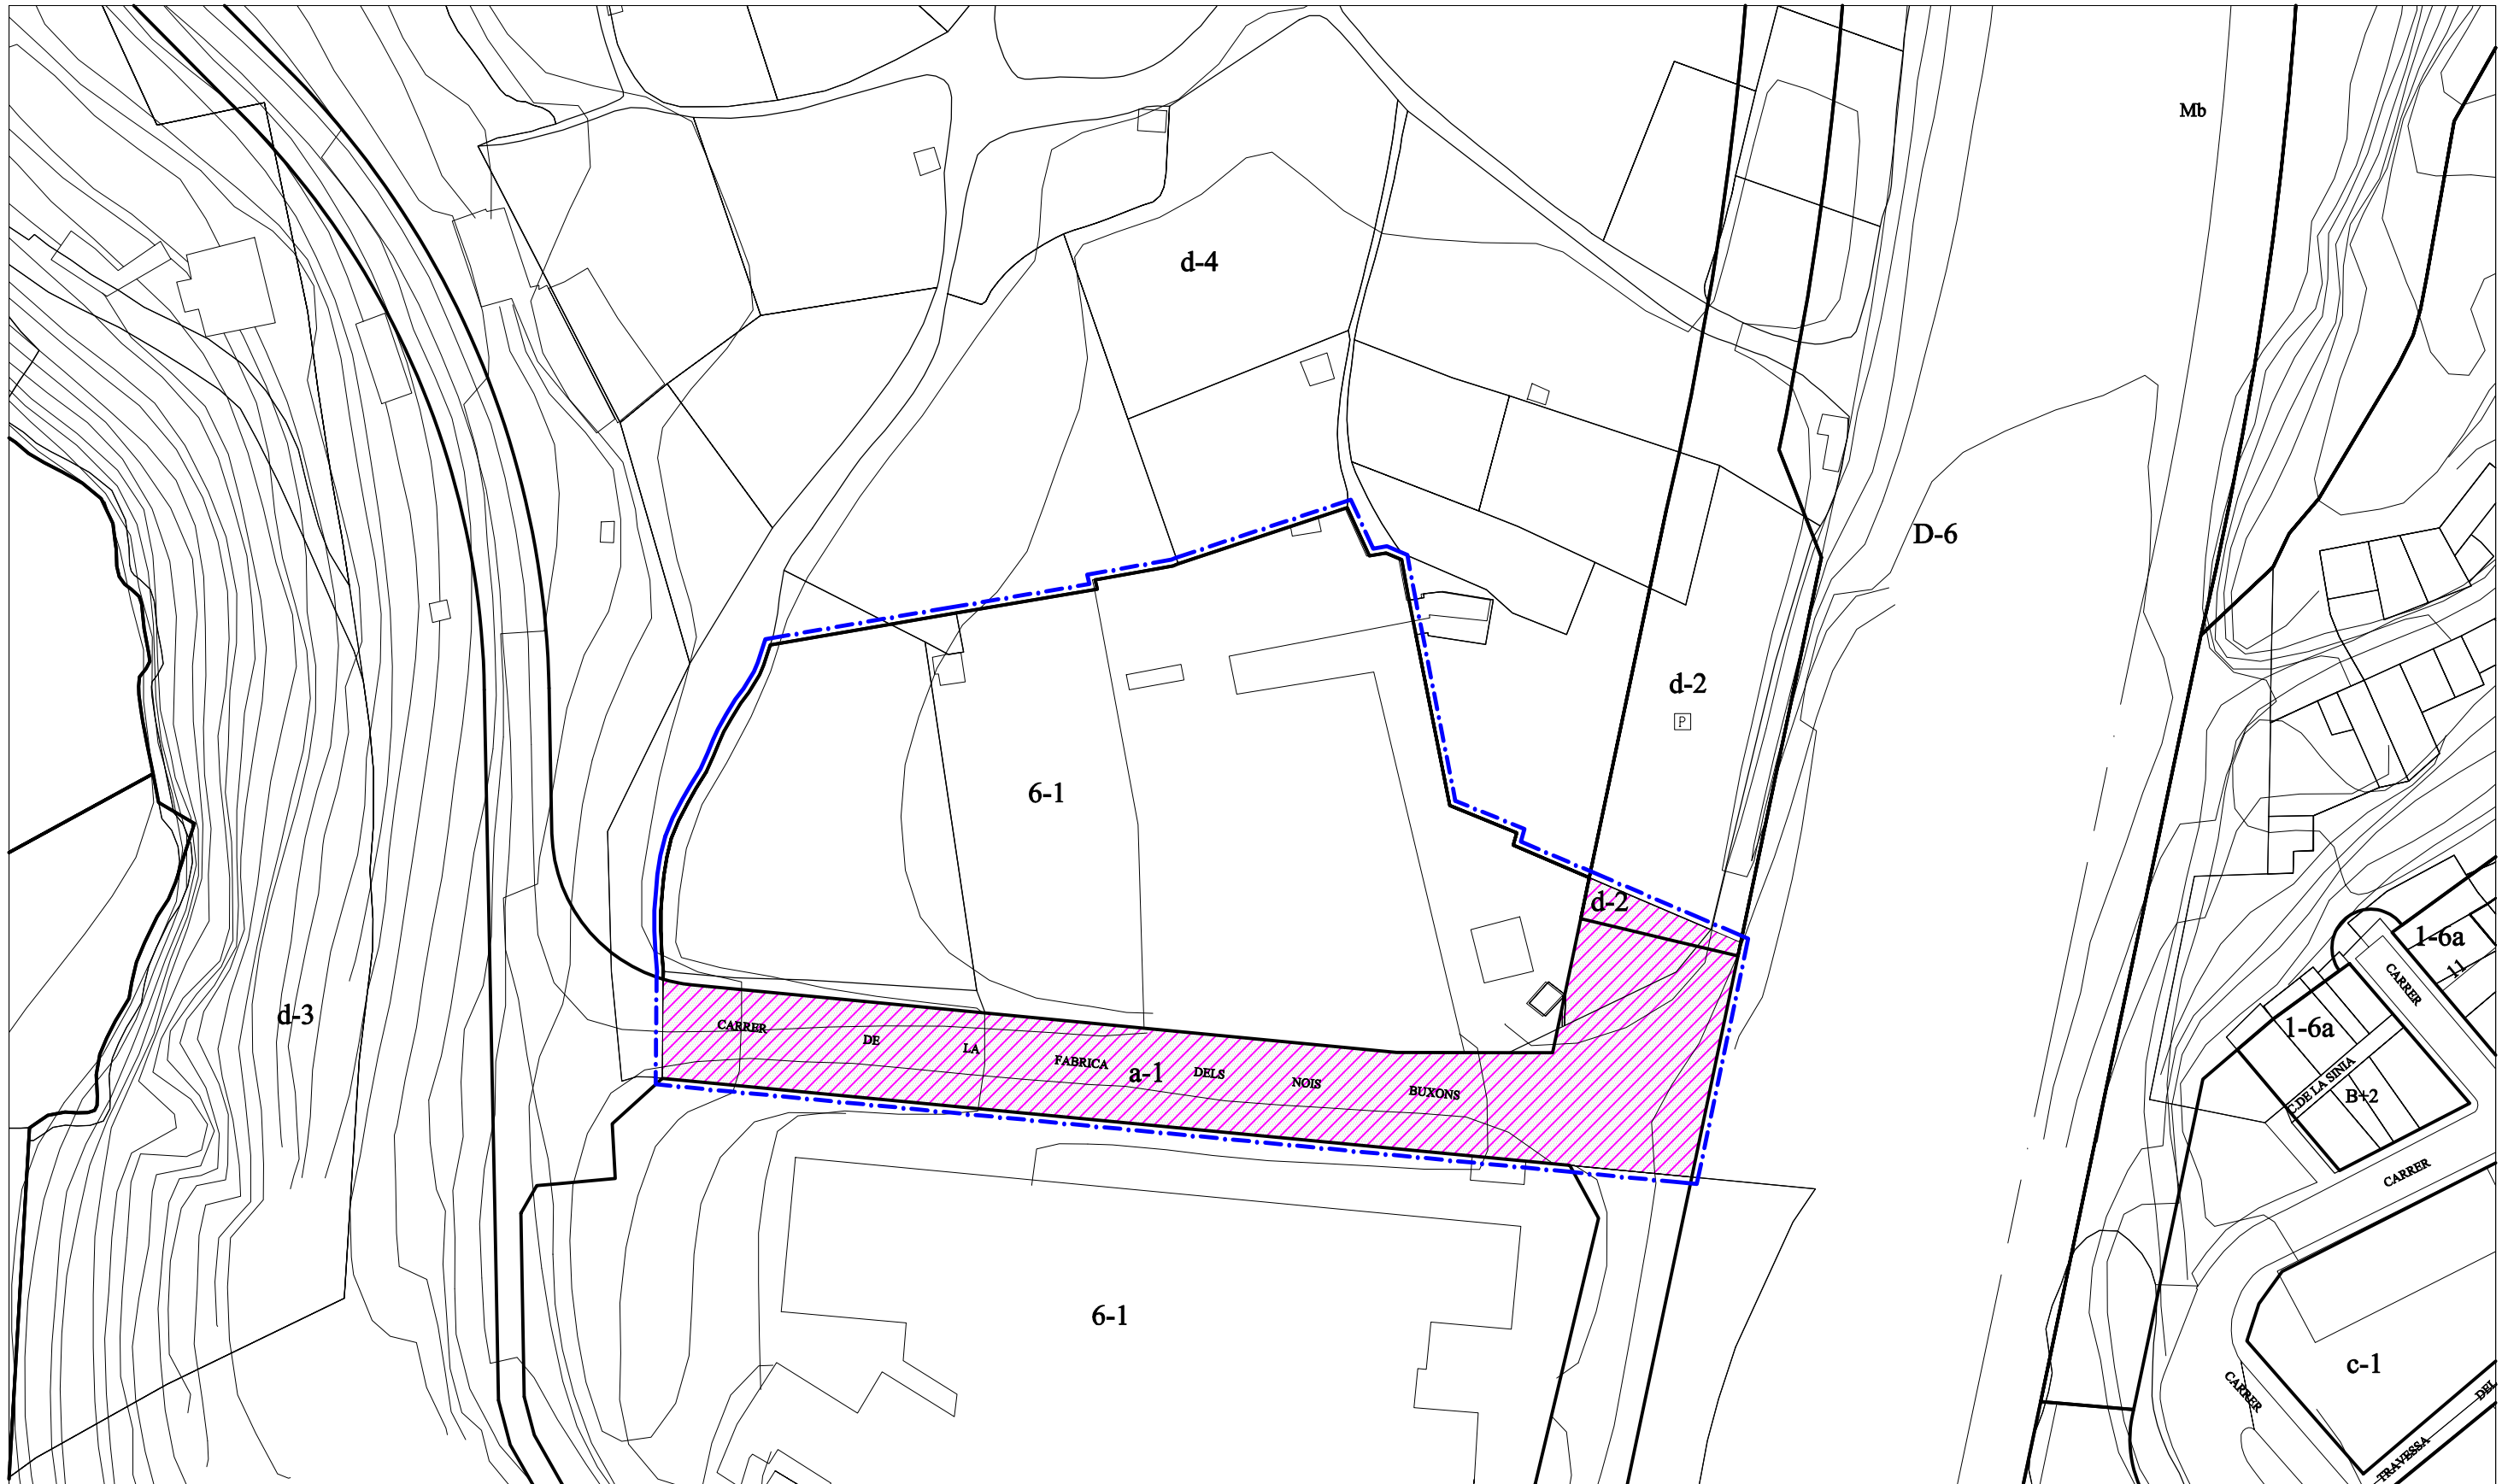 Mb
d-4
D-6
d-2
P
6-1
d-2
1-6a
11
CARRER
d-3
1-6a
CARRER DE LA FABRICA DELS NOIS BUXONS
a-1
C.DE LA SINIA
B+2
CARRER
6-1
c-1
CARRER
TRAVESSA DEL